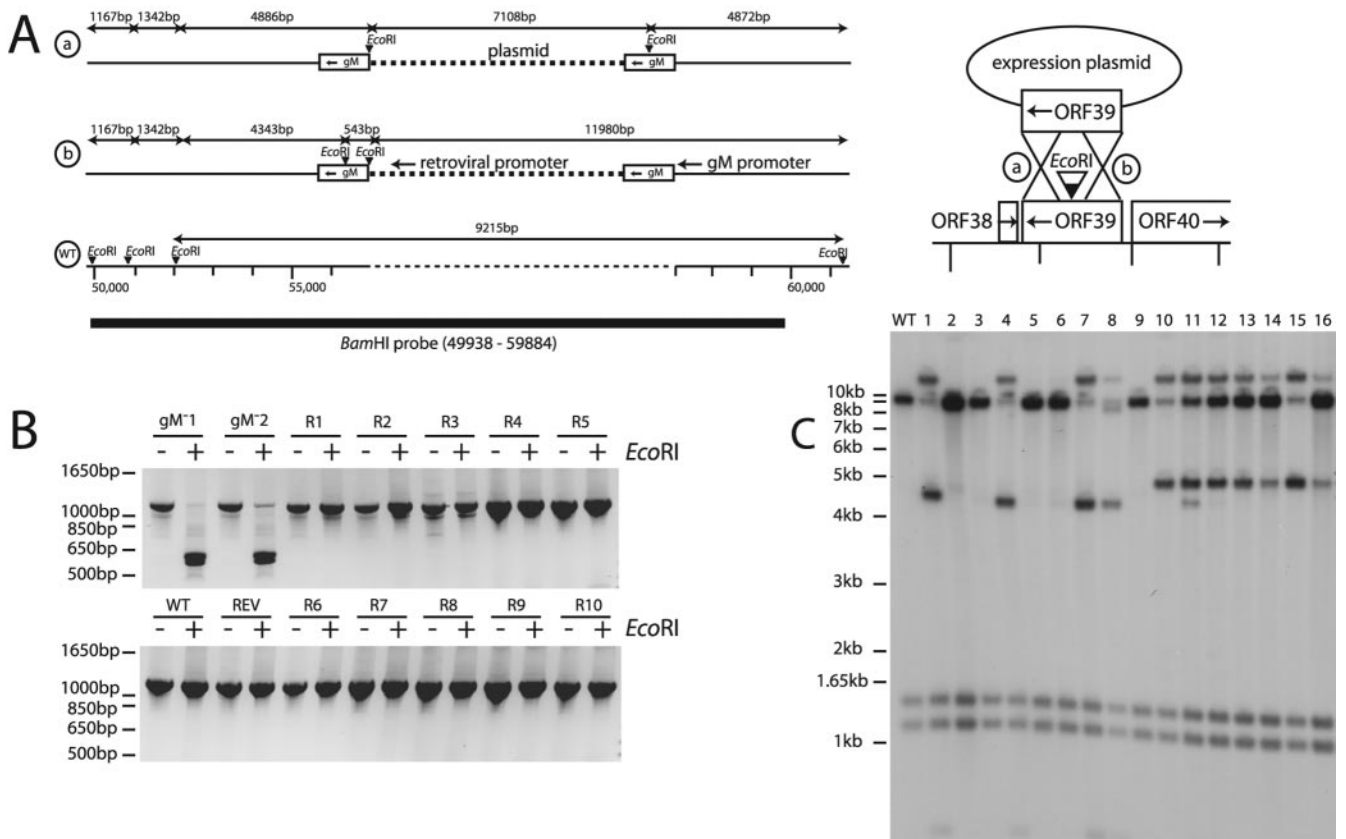 A
1167bp 1342bp 4886bp 7108bp 4872bp
a
EcoRI
plasmid
EcoRI
← gM
← gM
1167bp 1342bp 4343bp 543bp 11980bp
b
EcoRI EcoRI
← retroviral promoter
← gM promoter
← gM
← gM
9215bp
WT
EcoRI EcoRI EcoRI EcoRI
50,000 55,000 60,000
BamHI probe (49938 - 59884)
expression plasmid
← ORF39
a EcoRI b
ORF38 → ← ORF39 ORF40 →
B
gM-1 gM-2 R1 R2 R3 R4 R5
- + - + - + - + - + - + - + EcoRI
1650bp
1000bp
850bp
650bp
500bp
WT REV R6 R7 R8 R9 R10
- + - + - + - + - + - + - + EcoRI
1650bp
1000bp
850bp
650bp
500bp
C
WT 1 2 3 4 5 6 7 8 9 10 11 12 13 14 15 16
10kb
8kb
7kb
6kb
5kb
4kb
3kb
2kb
1.65kb
1kb